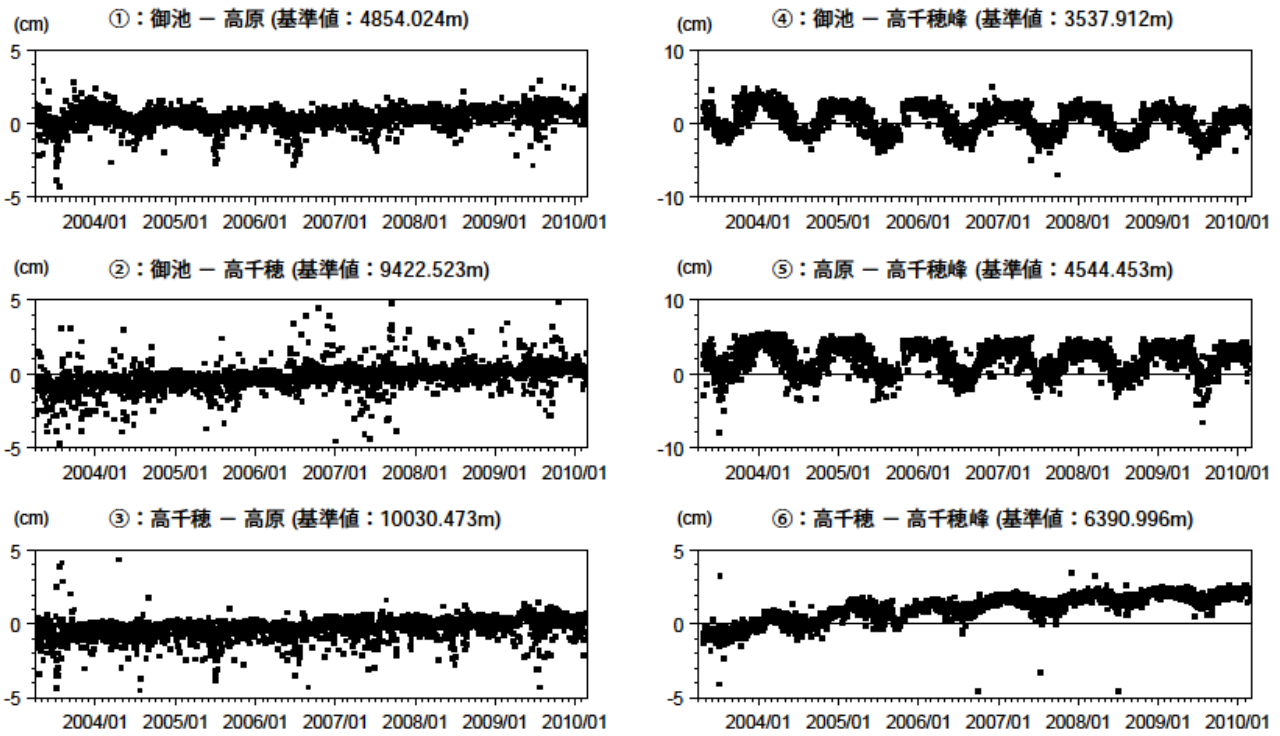 (cm) ①：御池 － 高原 (基準値：4854.024m)
5
0
-5
2004/01 2005/01 2006/01 2007/01 2008/01 2009/01 2010/01
(cm) ②：御池 － 高千穂 (基準値：9422.523m)
5
0
-5
2004/01 2005/01 2006/01 2007/01 2008/01 2009/01 2010/01
(cm) ③：高千穂 － 高原 (基準値：10030.473m)
5
0
-5
2004/01 2005/01 2006/01 2007/01 2008/01 2009/01 2010/01
(cm) ④：御池 － 高千穂峰 (基準値：3537.912m)
10
0
-10
2004/01 2005/01 2006/01 2007/01 2008/01 2009/01 2010/01
(cm) ⑤：高原 － 高千穂峰 (基準値：4544.453m)
10
0
-10
2004/01 2005/01 2006/01 2007/01 2008/01 2009/01 2010/01
(cm) ⑥：高千穂 － 高千穂峰 (基準値：6390.996m)
5
0
-5
2004/01 2005/01 2006/01 2007/01 2008/01 2009/01 2010/01